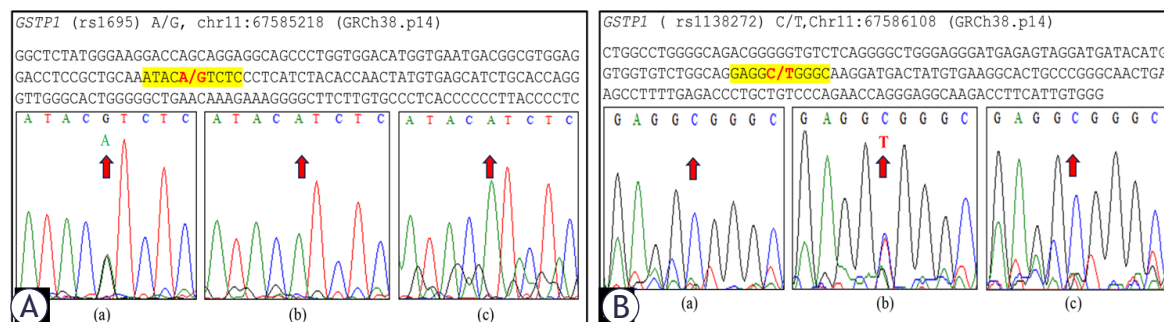 GSTP1 (rs1695) A/G, chr11:67585218 (GRCh38.p14)
GGCTCTATGGGAAGGACCAGCAGGAGGCAGCCCTGGTGGACATGGTGAATGACGGCGTGGAG
GACCTCCGCTGCAAATACA/GTCTCCCTCATCTACACCAACTATGTGAGCATCTGCACCAGG
GTTGGGCACTGGGGGCTGAACAAAGAAAGGGGCTTCTTGTGCCCTCACCCCCCTTACCCCTC
A T A C G T C T C
A
A T A C A T C T C
A T A C A T C T C
A
(a)
(b)
(c)
GSTP1 ( rs1138272) C/T,Chr11:67586108 (GRCh38.p14)
CTGGCCTGGGGCAGACGGGGGTGTCTCAGGGGCTGGGAGGGATGAGAGTAGGATGATACATG
GTGGTGTCTGGCAGGAGGC/TGGGCAAGGATGACTATGTGAAGGCACTGCCCGGGCAACTGA
AGCCTTTTGAGACCCTGCTGTCCCAGAACCAGGGAGGCAAGACCTTCATTGTGGG
G A G G C G G G C
G A G G C G G G C
T
G A G G C G G G C
B
(a)
(b)
(c)